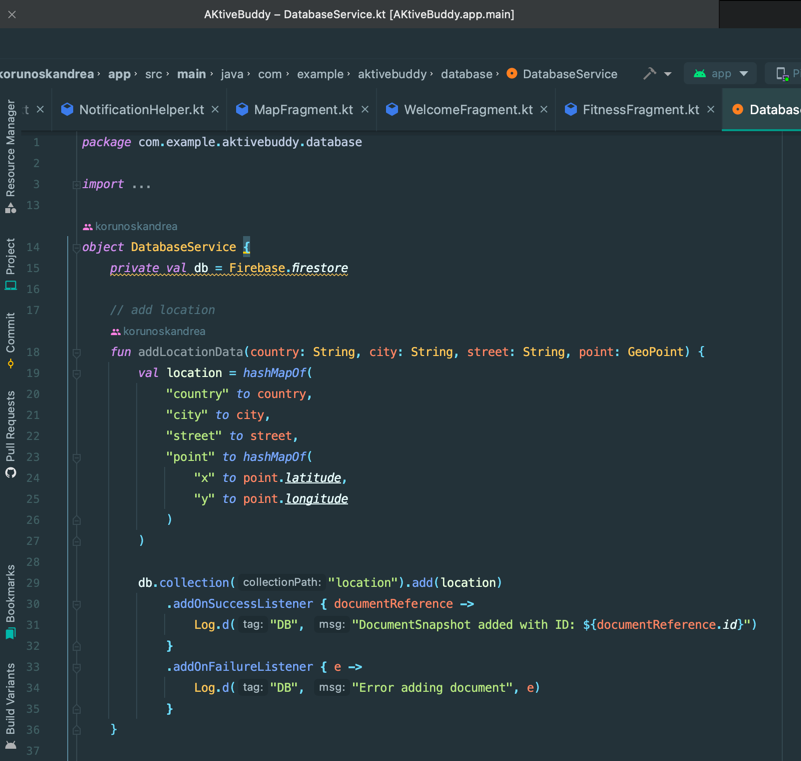 AKtiveBuddy – DatabaseService.kt [AKtiveBuddy.app.main]
korunoskandrea › app › src › main › java › com › example › aktivebuddy › database › DatabaseService app
.t × NotificationHelper.kt × MapFragment.kt × WelcomeFragment.kt × FitnessFragment.kt × Databas
Resource Manager
Project
Commit
Pull Requests
Bookmarks
Build Variants
1 package com.example.aktivebuddy.database
2
3 import ...
13
korunoskandrea
14 object DatabaseService {
15 private val db = Firebase.firestore
16
17 // add location
korunoskandrea
18 fun addLocationData(country: String, city: String, street: String, point: GeoPoint) {
19 val location = hashMapOf(
20 "country" to country,
21 "city" to city,
22 "street" to street,
23 "point" to hashMapOf(
24 "x" to point.latitude,
25 "y" to point.longitude
26 )
27 )
28
29 db.collection( collectionPath: "location").add(location)
30 .addOnSuccessListener { documentReference ->
31 Log.d( tag: "DB", msg: "DocumentSnapshot added with ID: ${documentReference.id}")
32 }
33 .addOnFailureListener { e ->
34 Log.d( tag: "DB", msg: "Error adding document", e)
35 }
36 }
37